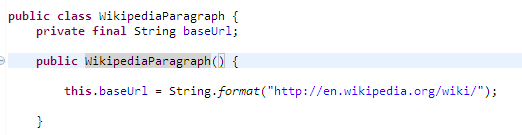 public class WikipediaParagraph {
private final String baseUrl;
public WikipediaParagraph() {
this.baseUrl = String.format("http://en.wikipedia.org/wiki/");
}